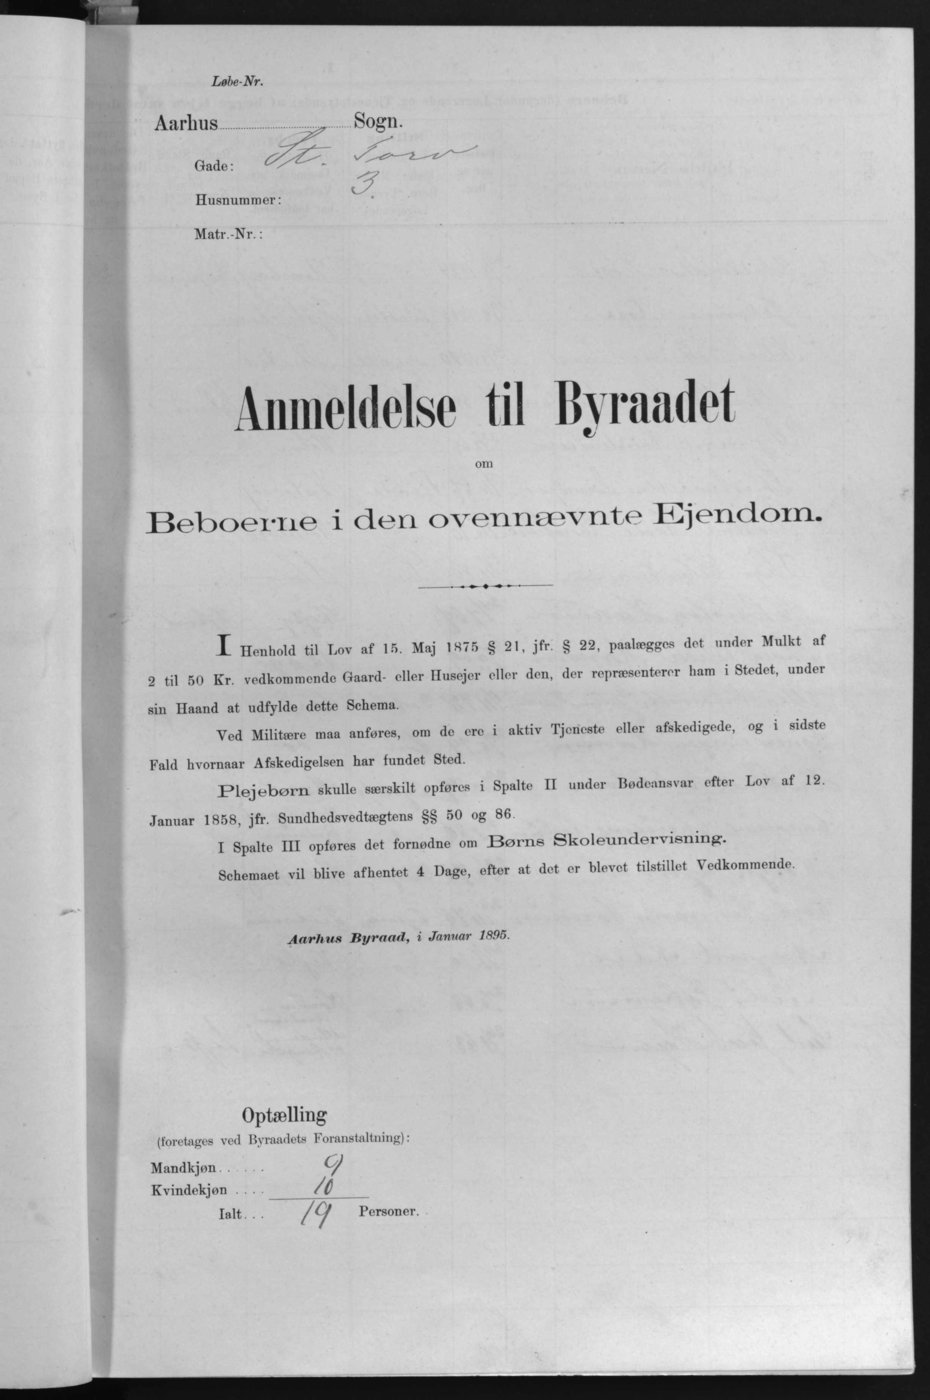 Løbe-Nr.
Aarhus Sogn.
Gade: St. Torv
Husnummer: 3.
Matr.-Nr.:
Anmeldelse til Byraadet
om
Beboerne i den ovennævnte Ejendom.
I Henhold til Lov af 15. Maj 1875 § 21, jfr. § 22, paalægges det under Mulkt af
2 til 50 Kr. vedkommende Gaard- eller Husejer eller den, der repræsenterer ham i Stedet, under
sin Haand at udfylde dette Schema.
Ved Militære maa anføres, om de ere i aktiv Tjeneste eller afskedigede, og i sidste
Fald hvornaar Afskedigelsen har fundet Sted.
Plejebørn skulle særskilt opføres i Spalte II under Bødeansvar efter Lov af 12.
Januar 1858, jfr. Sundhedsvedtægtens §§ 50 og 86.
I Spalte III opføres det fornødne om Børns Skoleundervisning.
Schemaet vil blive afhentet 4 Dage, efter at det er blevet tilstillet Vedkommende.
Aarhus Byraad, i Januar 1895.
Optælling
(foretages ved Byraadets Foranstaltning):
Mandkjøn...... 9
Kvindekjøn .... 10
Ialt... 19 Personer.